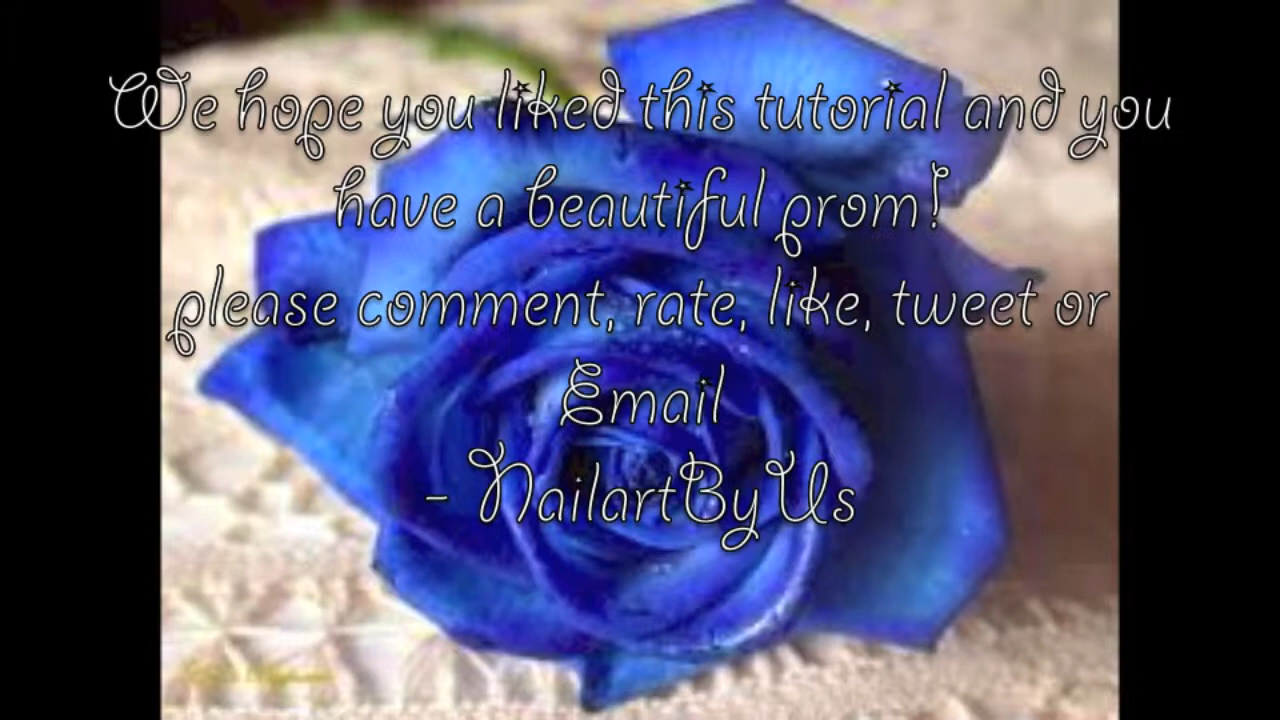 We hope you liked this tutorial and you
have a beautiful prom!
please comment, rate, like, tweet or
Email
- NailartByUs